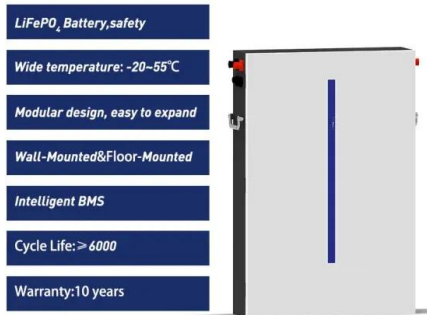 LiFePO₄ Battery,safety
Wide temperature: -20~55℃
Modular design, easy to expand
Wall-Mounted&Floor-Mounted
Intelligent BMS
Cycle Life:≥6000
Warranty:10 years